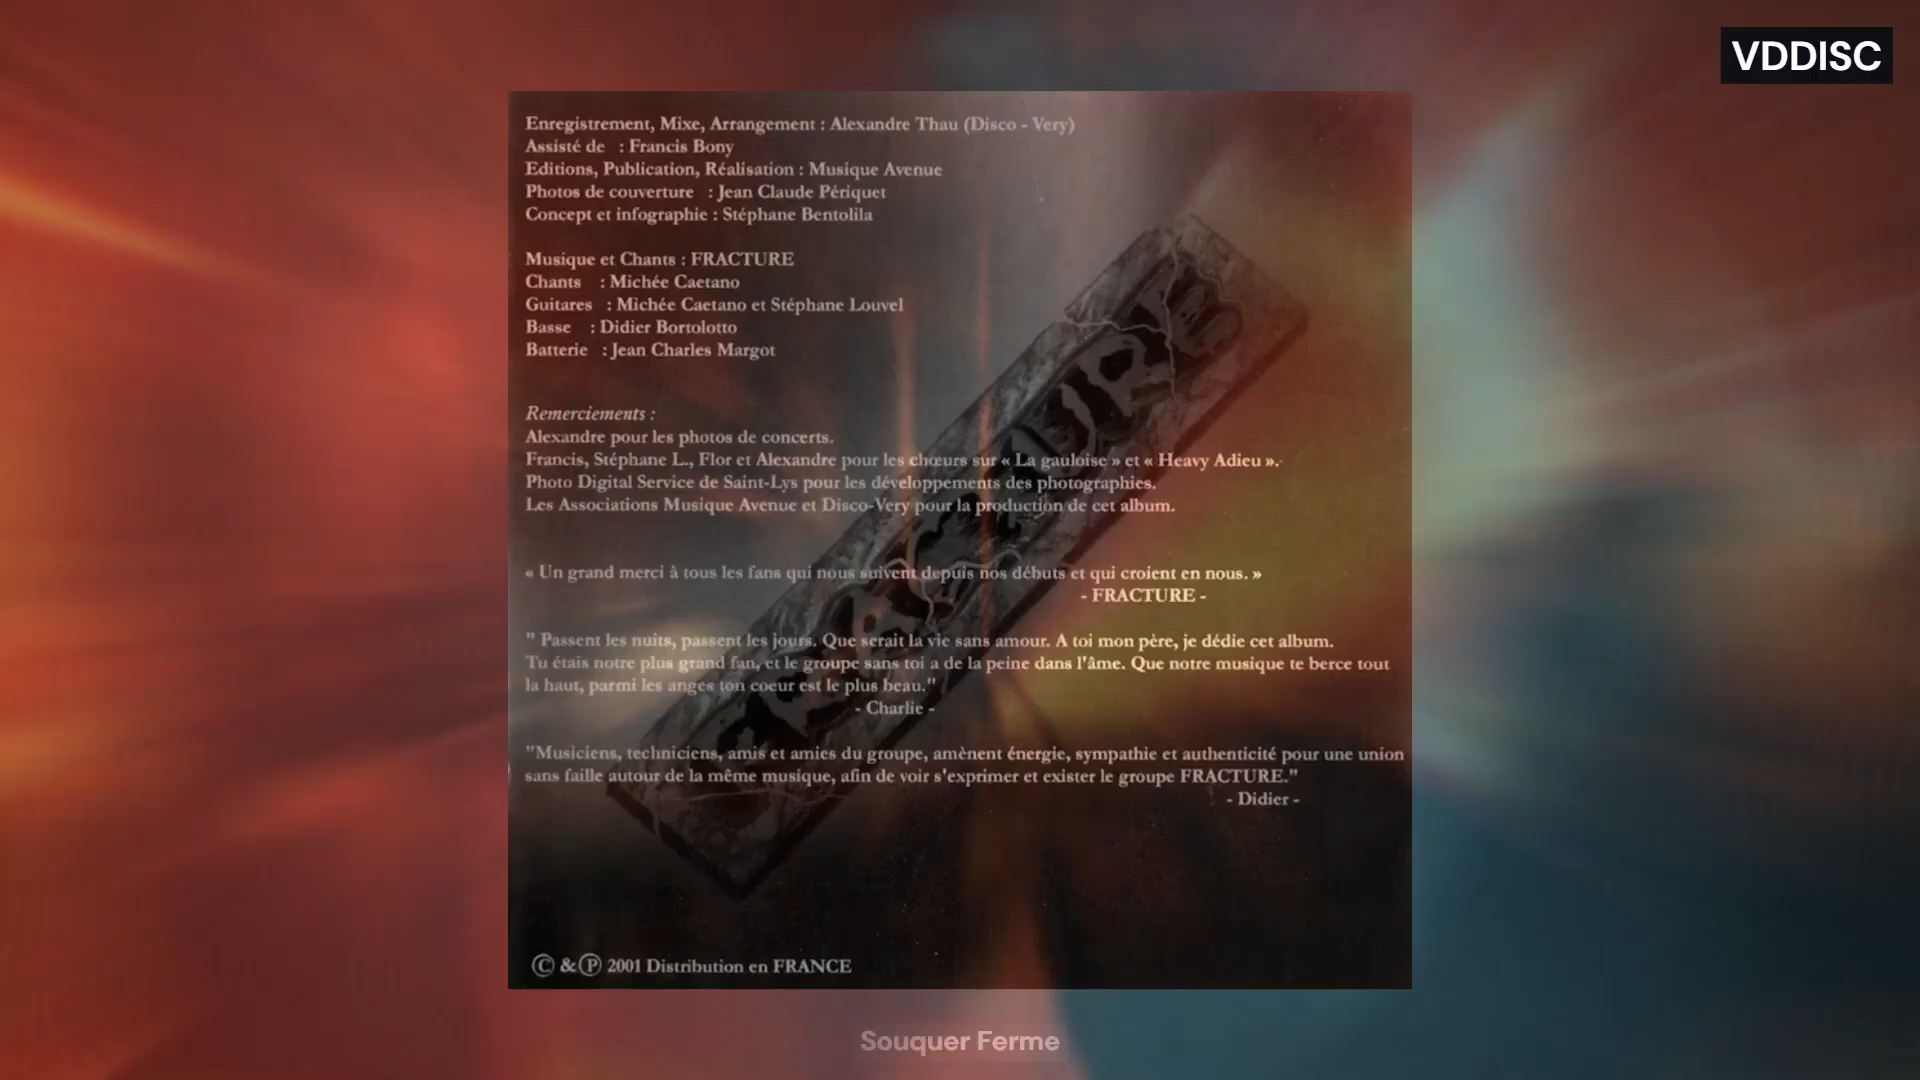 VDDISC
Enregistrement, Mixe, Arrangement : Alexandre Thau (Disco - Very)
Assisté de : Francis Bony
Editions, Publication, Réalisation : Musique Avenue
Photos de couverture : Jean Claude Périquet
Concept et infographie : Stéphane Bentolila
Musique et Chants : FRACTURE
Chants : Michée Caetano
Guitares : Michée Caetano et Stéphane Louvel
Basse : Didier Bortolotto
Batterie : Jean Charles Margot
Remerciements :
Alexandre pour les photos de concerts.
Francis, Stéphane L., Flor et Alexandre pour les chœurs sur « La gauloise » et « Heavy Adieu ».
Photo Digital Service de Saint-Lys pour les développements des photographies.
Les Associations Musique Avenue et Disco-Very pour la production de cet album.
« Un grand merci à tous les fans qui nous suivent depuis nos débuts et qui croient en nous. »
- FRACTURE -
" Passent les nuits, passent les jours. Que serait la vie sans amour. A toi mon père, je dédie cet album.
Tu étais notre plus grand fan, et le groupe sans toi a de la peine dans l'âme. Que notre musique te berce tout
la haut, parmi les anges ton coeur est le plus beau."
- Charlie -
"Musiciens, techniciens, amis et amies du groupe, amènent énergie, sympathie et authenticité pour une union
sans faille autour de la même musique, afin de voir s'exprimer et exister le groupe FRACTURE."
- Didier -
FRACTURE
Ⓒ & Ⓟ 2001 Distribution en FRANCE
Souquer Ferme